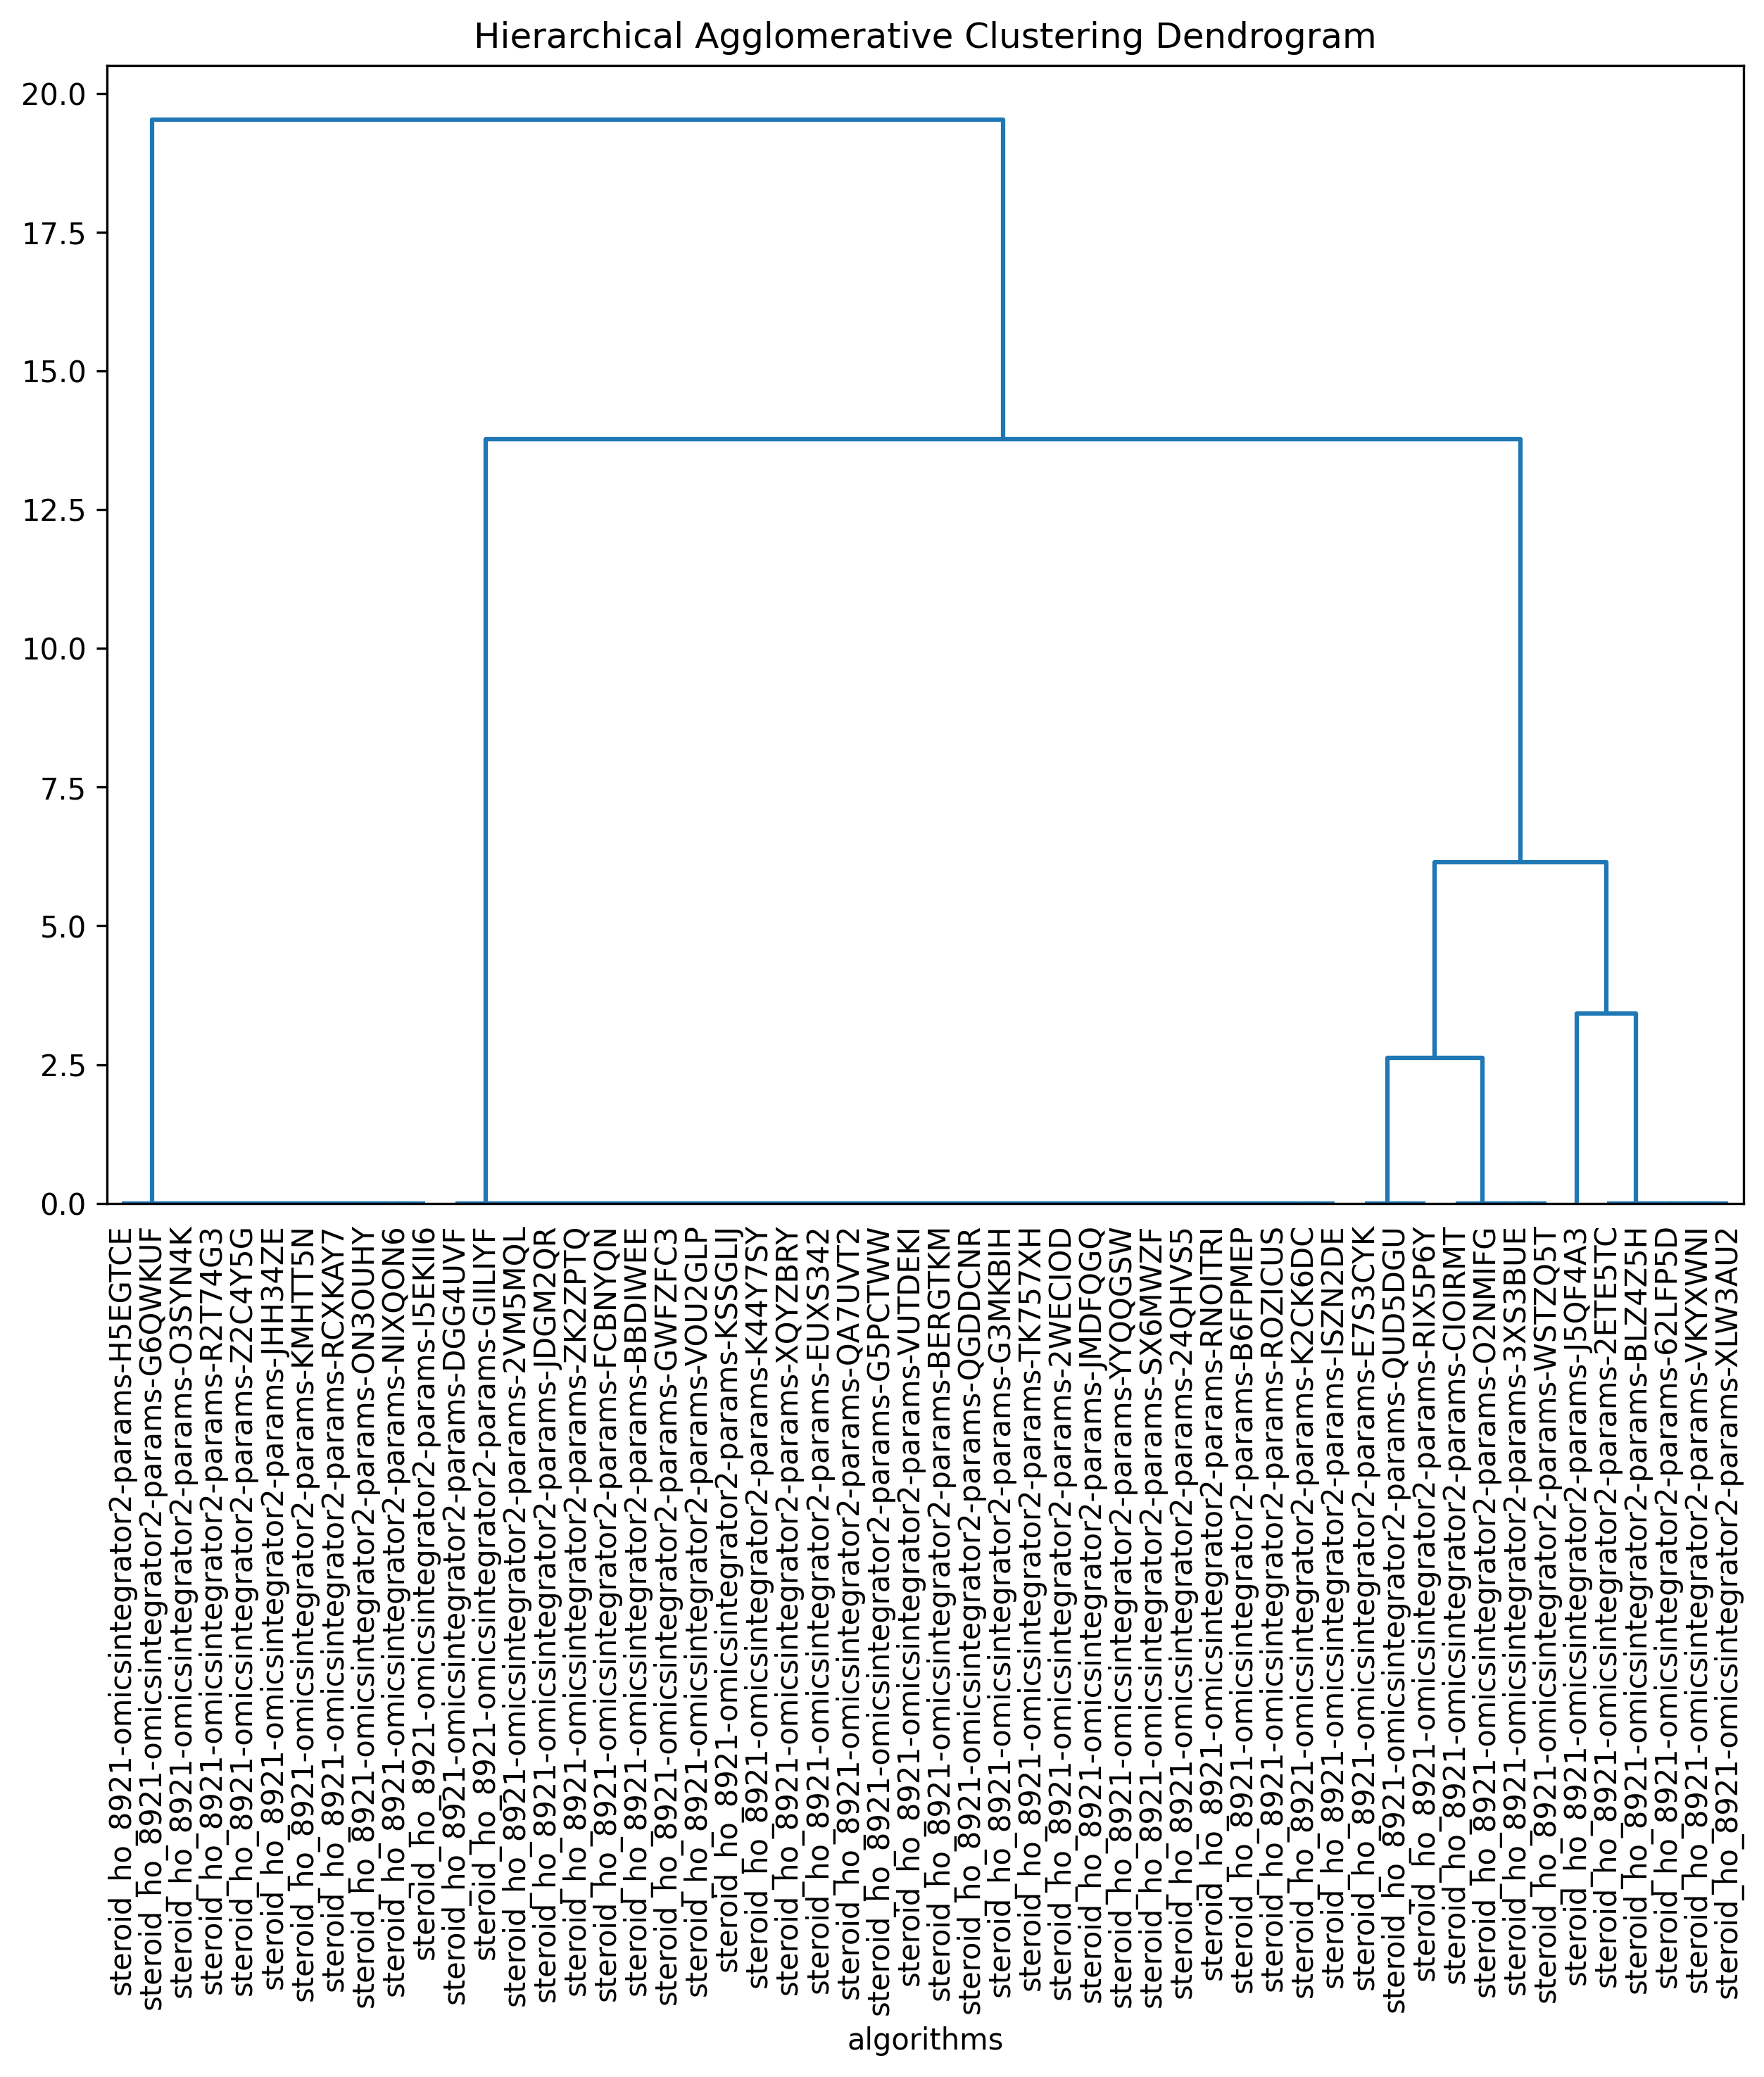 Hierarchical Agglomerative Clustering Dendrogram
20.0
17.5
15.0
12.5
10.0
7.5
5.0
2.5
0.0
steroid_ho_8921-omicsintegrator2-params-H5EGTCE
steroid_ho_8921-omicsintegrator2-params-G6QWKUF
steroid_ho_8921-omicsintegrator2-params-O3SYN4K
steroid_ho_8921-omicsintegrator2-params-R2T74G3
steroid_ho_8921-omicsintegrator2-params-Z2C4Y5G
steroid_ho_8921-omicsintegrator2-params-JHH34ZE
steroid_ho_8921-omicsintegrator2-params-KMHTT5N
steroid_ho_8921-omicsintegrator2-params-RCXKAY7
steroid_ho_8921-omicsintegrator2-params-ON3OUHY
steroid_ho_8921-omicsintegrator2-params-NIXQON6
steroid_ho_8921-omicsintegrator2-params-I5EKII6
steroid_ho_8921-omicsintegrator2-params-DGG4UVF
steroid_ho_8921-omicsintegrator2-params-GIILIYF
steroid_ho_8921-omicsintegrator2-params-2VM5MQL
steroid_ho_8921-omicsintegrator2-params-JDGM2QR
steroid_ho_8921-omicsintegrator2-params-ZK2ZPTQ
steroid_ho_8921-omicsintegrator2-params-FCBNYQN
steroid_ho_8921-omicsintegrator2-params-BBDIWEE
steroid_ho_8921-omicsintegrator2-params-GWFZFC3
steroid_ho_8921-omicsintegrator2-params-VOU2GLP
steroid_ho_8921-omicsintegrator2-params-KSSGLIJ
steroid_ho_8921-omicsintegrator2-params-K44Y7SY
steroid_ho_8921-omicsintegrator2-params-XQYZBRY
steroid_ho_8921-omicsintegrator2-params-EUXS342
steroid_ho_8921-omicsintegrator2-params-QA7UVT2
steroid_ho_8921-omicsintegrator2-params-G5PCTWW
steroid_ho_8921-omicsintegrator2-params-VUTDEKI
steroid_ho_8921-omicsintegrator2-params-BERGTKM
steroid_ho_8921-omicsintegrator2-params-QGDDCNR
steroid_ho_8921-omicsintegrator2-params-G3MKBIH
steroid_ho_8921-omicsintegrator2-params-TK757XH
steroid_ho_8921-omicsintegrator2-params-2WECIOD
steroid_ho_8921-omicsintegrator2-params-JMDFQGQ
steroid_ho_8921-omicsintegrator2-params-YYQQGSW
steroid_ho_8921-omicsintegrator2-params-SX6MWZF
steroid_ho_8921-omicsintegrator2-params-24QHVS5
steroid_ho_8921-omicsintegrator2-params-RNOITRI
steroid_ho_8921-omicsintegrator2-params-B6FPMEP
steroid_ho_8921-omicsintegrator2-params-ROZICUS
steroid_ho_8921-omicsintegrator2-params-K2CK6DC
steroid_ho_8921-omicsintegrator2-params-ISZN2DE
steroid_ho_8921-omicsintegrator2-params-E7S3CYK
steroid_ho_8921-omicsintegrator2-params-QUD5DGU
steroid_ho_8921-omicsintegrator2-params-RIX5P6Y
steroid_ho_8921-omicsintegrator2-params-CIOIRMT
steroid_ho_8921-omicsintegrator2-params-O2NMIFG
steroid_ho_8921-omicsintegrator2-params-3XS3BUE
steroid_ho_8921-omicsintegrator2-params-WSTZQ5T
steroid_ho_8921-omicsintegrator2-params-J5QF4A3
steroid_ho_8921-omicsintegrator2-params-2ETE5TC
steroid_ho_8921-omicsintegrator2-params-BLZ4Z5H
steroid_ho_8921-omicsintegrator2-params-62LFP5D
steroid_ho_8921-omicsintegrator2-params-VKYXWNI
steroid_ho_8921-omicsintegrator2-params-XLW3AU2
algorithms